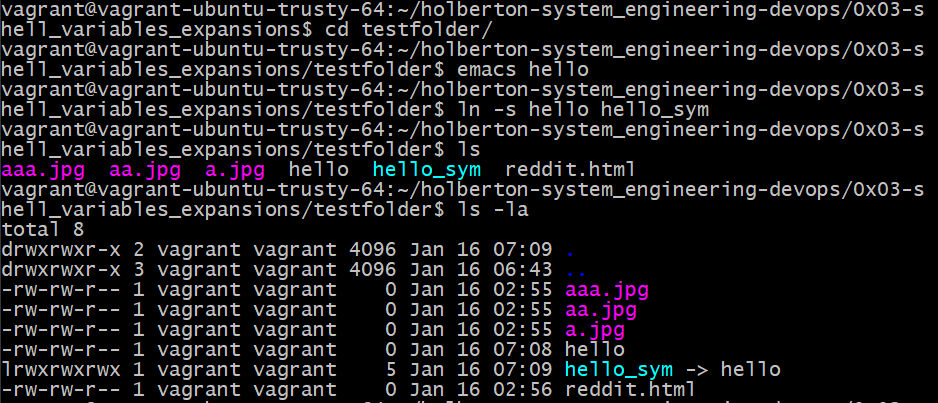 vagrant@vagrant-ubuntu-trusty-64:~/holberton-system_engineering-devops/0x03-s
hell_variables_expansions$ cd testfolder/
vagrant@vagrant-ubuntu-trusty-64:~/holberton-system_engineering-devops/0x03-s
hell_variables_expansions/testfolder$ emacs hello
vagrant@vagrant-ubuntu-trusty-64:~/holberton-system_engineering-devops/0x03-s
hell_variables_expansions/testfolder$ ln -s hello hello_sym
vagrant@vagrant-ubuntu-trusty-64:~/holberton-system_engineering-devops/0x03-s
hell_variables_expansions/testfolder$ ls
aaa.jpg  aa.jpg  a.jpg  hello  hello_sym  reddit.html
vagrant@vagrant-ubuntu-trusty-64:~/holberton-system_engineering-devops/0x03-s
hell_variables_expansions/testfolder$ ls -la
total 8
drwxrwxr-x 2 vagrant vagrant 4096 Jan 16 07:09 .
drwxrwxr-x 3 vagrant vagrant 4096 Jan 16 06:43 ..
-rw-rw-r-- 1 vagrant vagrant    0 Jan 16 02:55 aaa.jpg
-rw-rw-r-- 1 vagrant vagrant    0 Jan 16 02:55 aa.jpg
-rw-rw-r-- 1 vagrant vagrant    0 Jan 16 02:55 a.jpg
-rw-rw-r-- 1 vagrant vagrant    0 Jan 16 07:08 hello
lrwxrwxrwx 1 vagrant vagrant    5 Jan 16 07:09 hello_sym -> hello
-rw-rw-r-- 1 vagrant vagrant    0 Jan 16 02:56 reddit.html